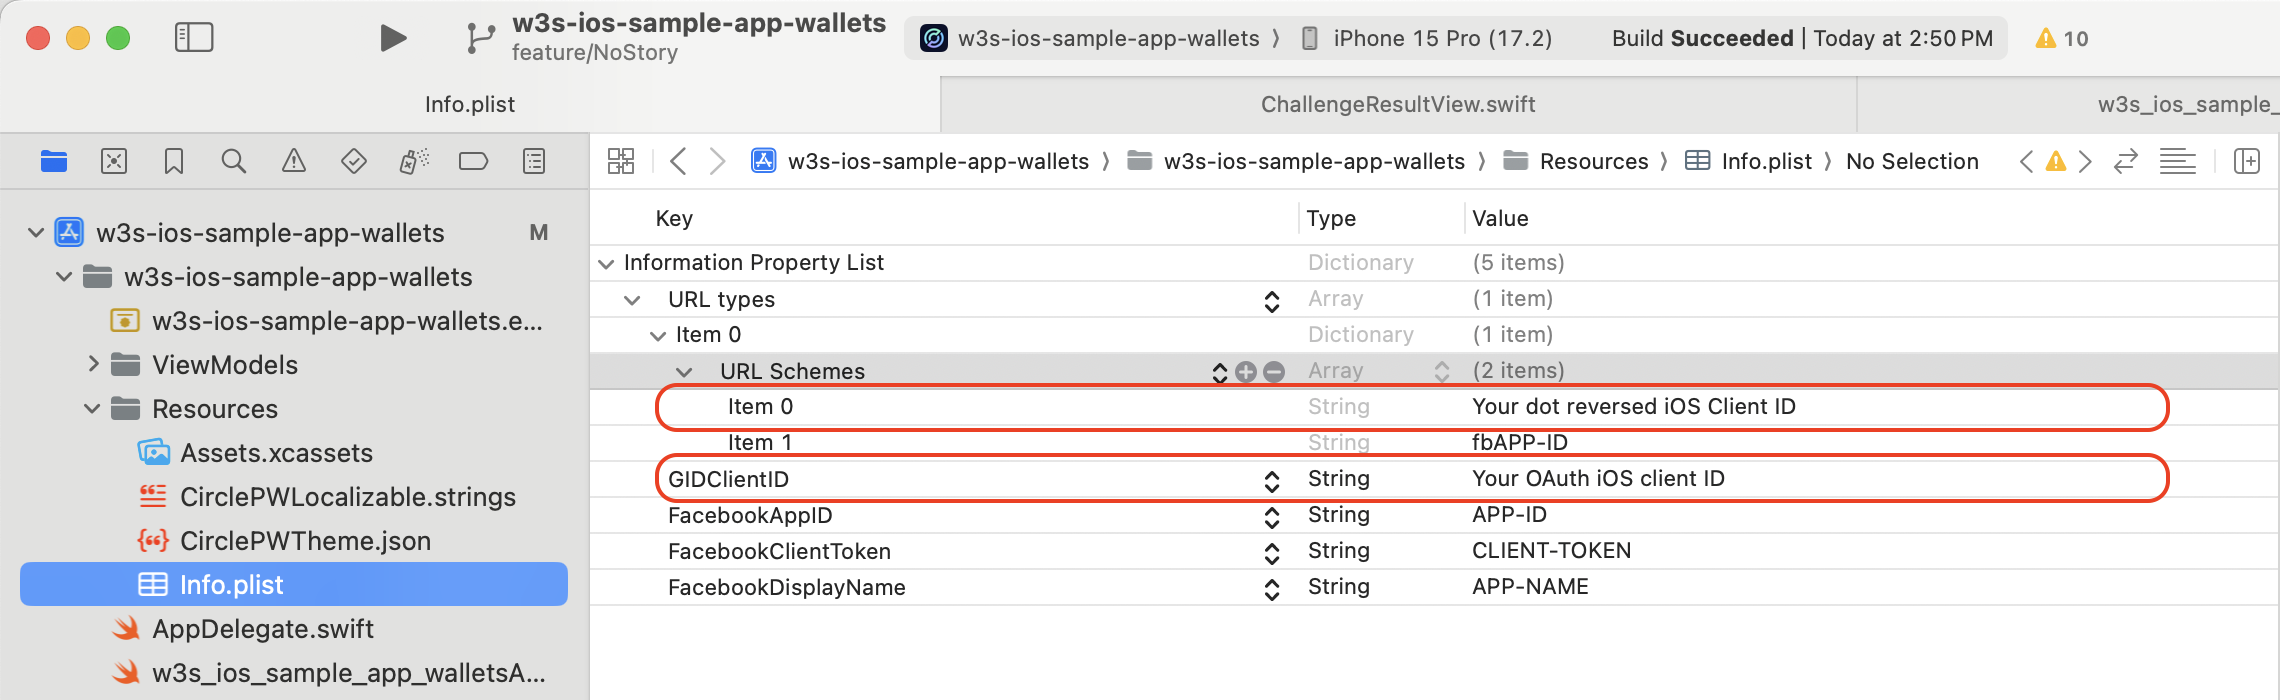 w3s-ios-sample-app-wallets
feature/NoStory
w3s-ios-sample-app-wallets 〉 iPhone 15 Pro (17.2)
Build Succeeded | Today at 2:50 PM
10
Info.plist
ChallengeResultView.swift
w3s_ios_sample_
w3s-ios-sample-app-wallets 〉 w3s-ios-sample-app-wallets 〉 Resources 〉 Info.plist 〉 No Selection
w3s-ios-sample-app-wallets M
w3s-ios-sample-app-wallets
w3s-ios-sample-app-wallets.e...
ViewModels
Resources
Assets.xcassets
CirclePWLocalizable.strings
CirclePWTheme.json
Info.plist
AppDelegate.swift
w3s_ios_sample_app_walletsA...
Key Type Value
Information Property List Dictionary (5 items)
URL types Array (1 item)
Item 0 Dictionary (1 item)
URL Schemes Array (2 items)
Item 0 String Your dot reversed iOS Client ID
Item 1 String fbAPP-ID
GIDClientID String Your OAuth iOS client ID
FacebookAppID String APP-ID
FacebookClientToken String CLIENT-TOKEN
FacebookDisplayName String APP-NAME